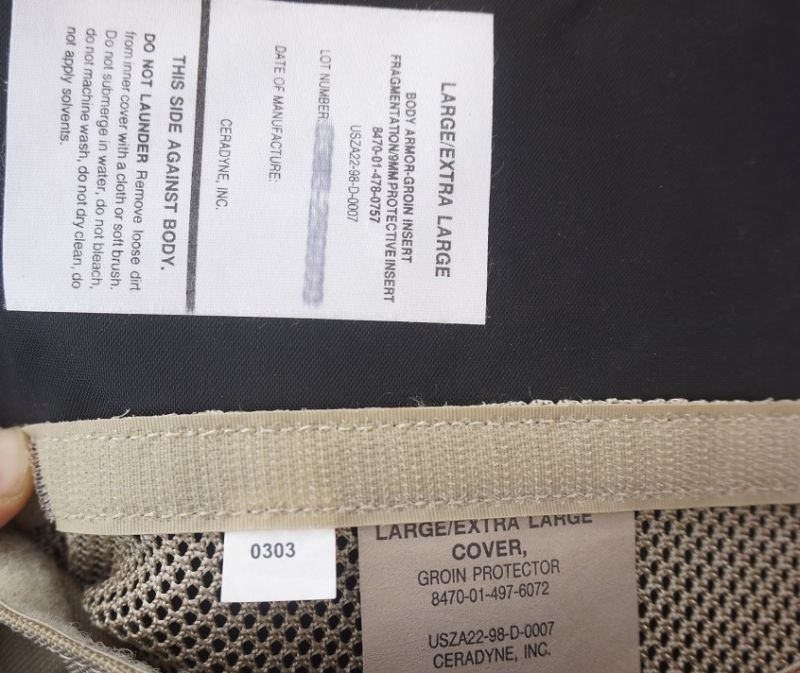 LARGE/EXTRA LARGE
BODY ARMOR-GROIN INSERT
FRAGMENTATION/9MM PROTECTIVE INSERT
8470-01-478-0757
USZA22-98-D-0007
LOT NUMBER:
DATE OF MANUFACTURE:
CERADYNE, INC.
THIS SIDE AGAINST BODY.
DO NOT LAUNDER Remove loose dirt
from inner cover with a cloth or soft brush.
Do not submerge in water, do not bleach,
do not machine wash, do not dry clean, do
not apply solvents.
0303
LARGE/EXTRA LARGE
COVER,
GROIN PROTECTOR
8470-01-497-6072
USZA22-98-D-0007
CERADYNE, INC.